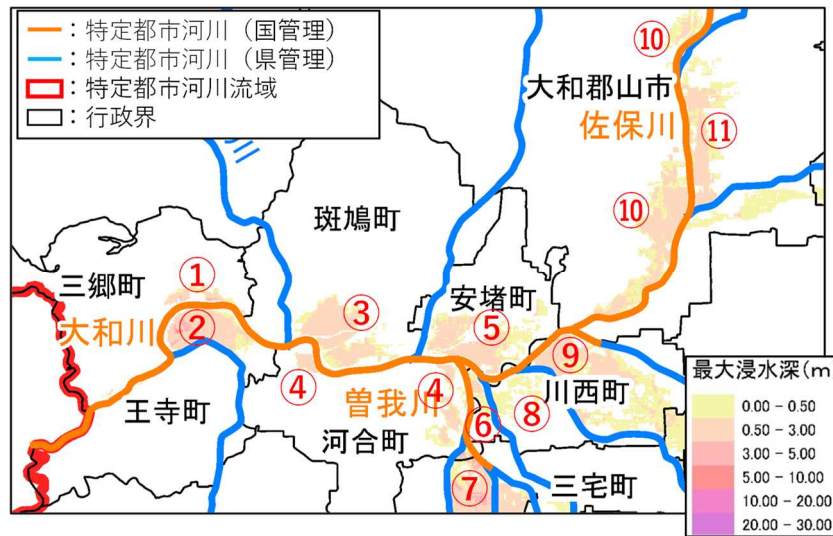 ：特定都市河川（国管理）
：特定都市河川（県管理）
：特定都市河川流域
：行政界
⑩
大和郡山市
佐保川
⑪
⑩
斑鳩町
三郷町
①
大和川
②
③
安堵町
⑤
⑨
王寺町
④
曽我川
④
河合町
⑥
⑧
川西町
⑦
三宅町
最大浸水深(m
0.00 - 0.50
0.50 - 3.00
3.00 - 5.00
5.00 - 10.00
10.00 - 20.00
20.00 - 30.00